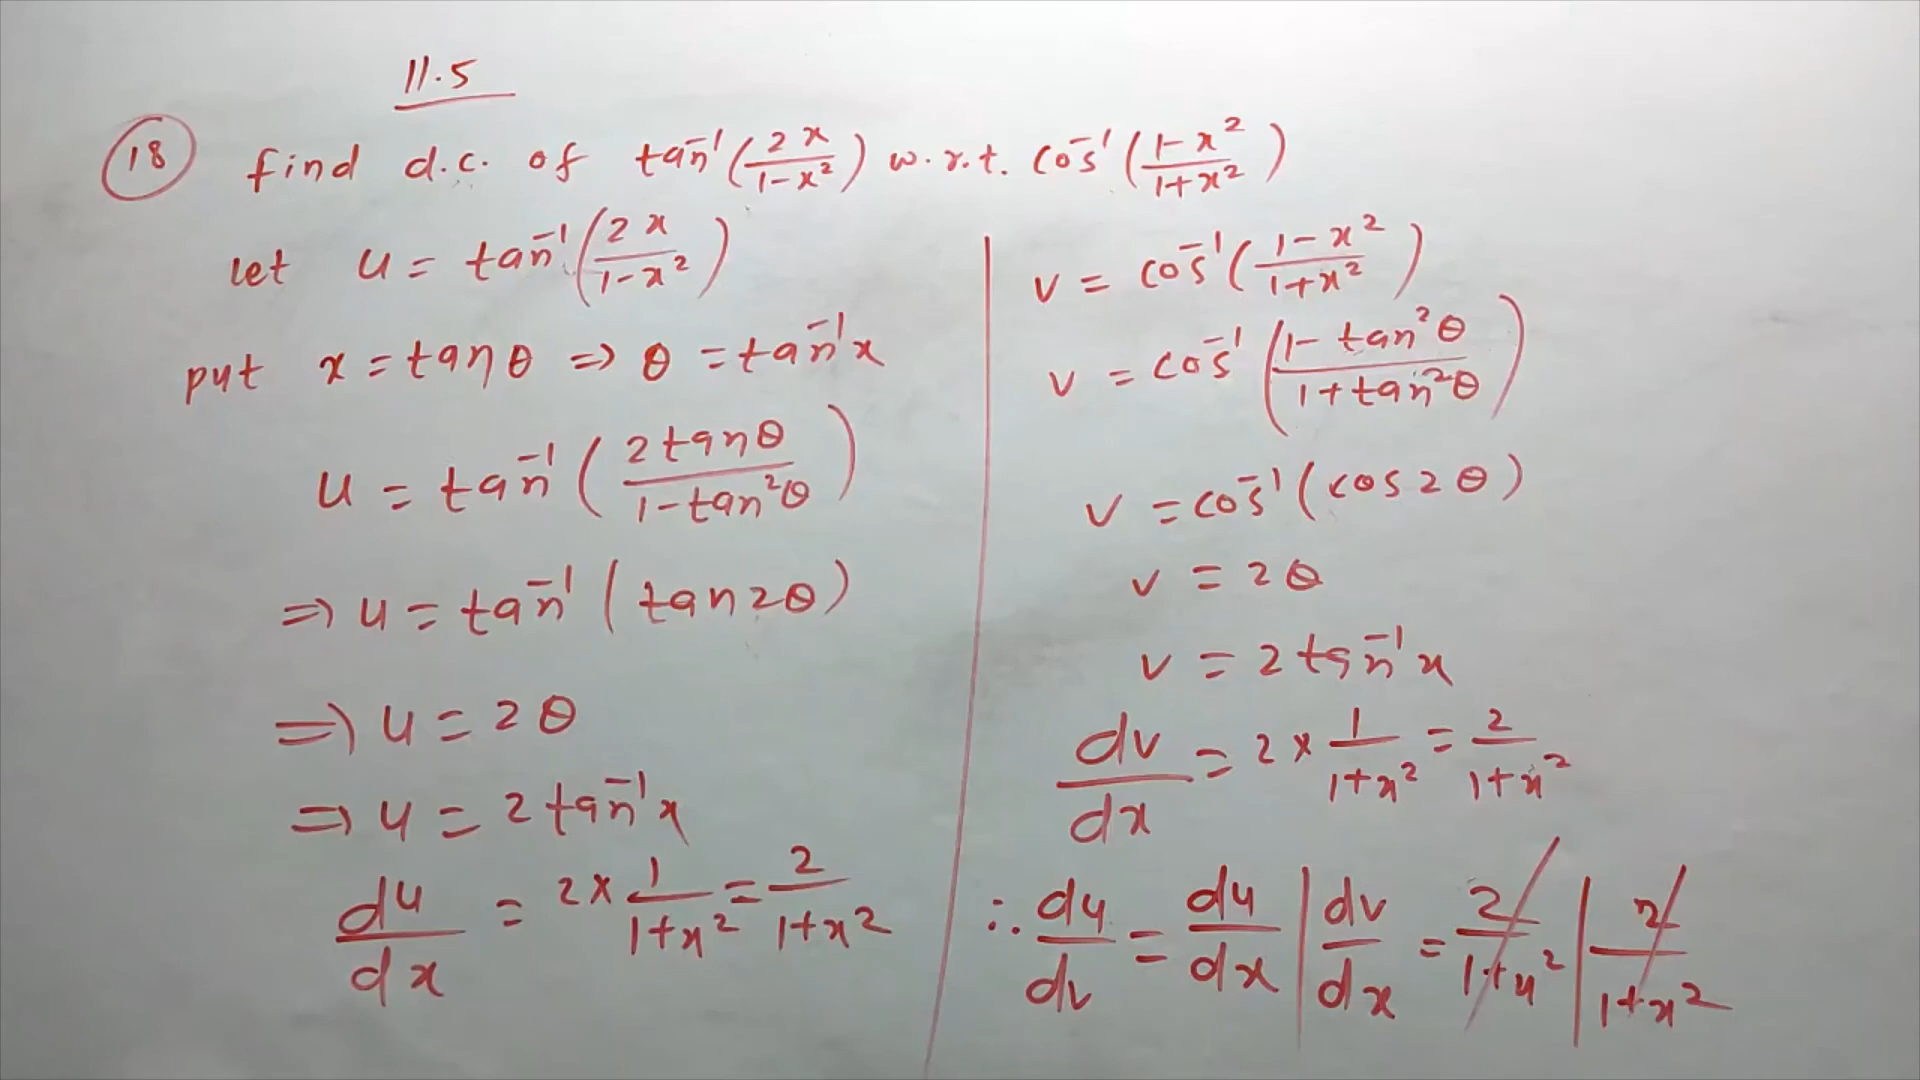 11.5
18 find d.c. of tan⁻¹(2x/1-x²) w.r.t. cos⁻¹(1-x²/1+x²)
let u = tan⁻¹(2x/1-x²)
put x = tanθ => θ = tan⁻¹x
u = tan⁻¹(2tanθ/1-tan²θ)
=> u = tan⁻¹(tan2θ)
=> u = 2θ
=> u = 2tan⁻¹x
du/dx = 2 × 1/1+x² = 2/1+x²
v = cos⁻¹(1-x²/1+x²)
v = cos⁻¹(1-tan²θ/1+tan²θ)
v = cos⁻¹(cos2θ)
v = 2θ
v = 2tan⁻¹x
dv/dx = 2 × 1/1+x² = 2/1+x²
∴ du/dv = du/dx | dv/dx = 2/1+x² | 2/1+x²